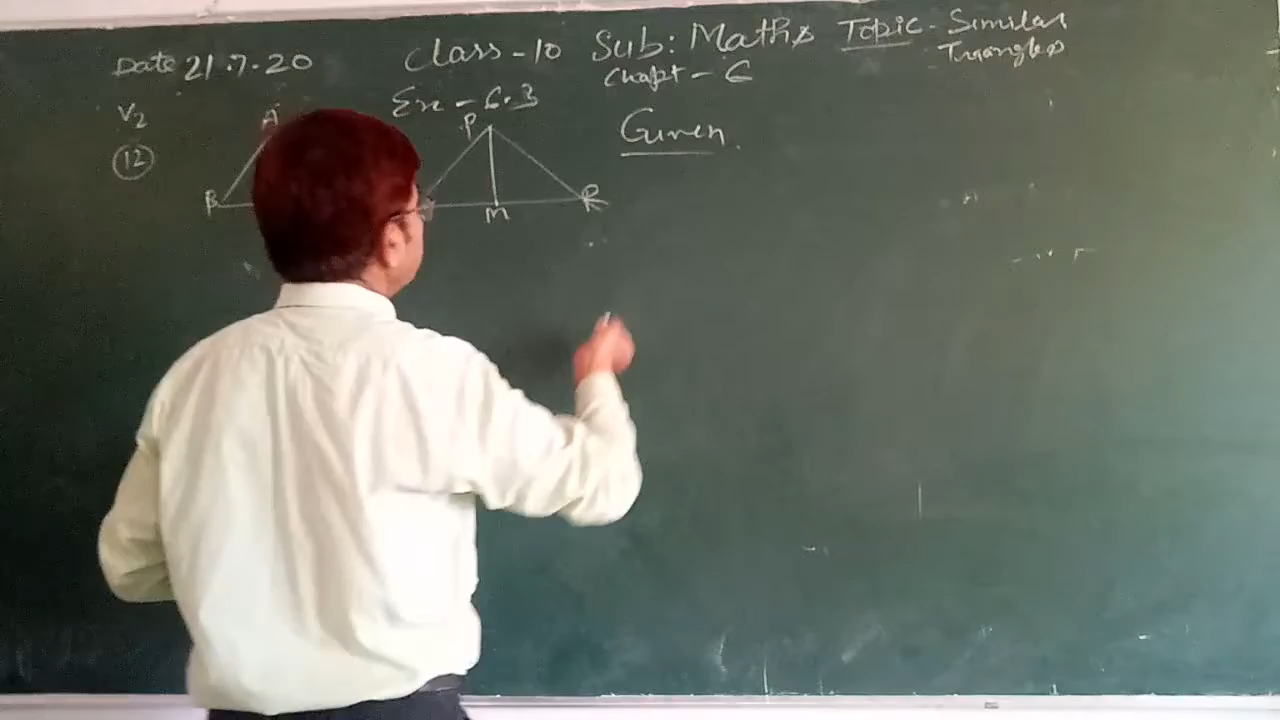 Date 21.7.20 Class-10 Sub: Maths Topic - Similar Triangles
Chapt - 6
V2 Ex - 6.3
12
A
B
P
M
R
Given